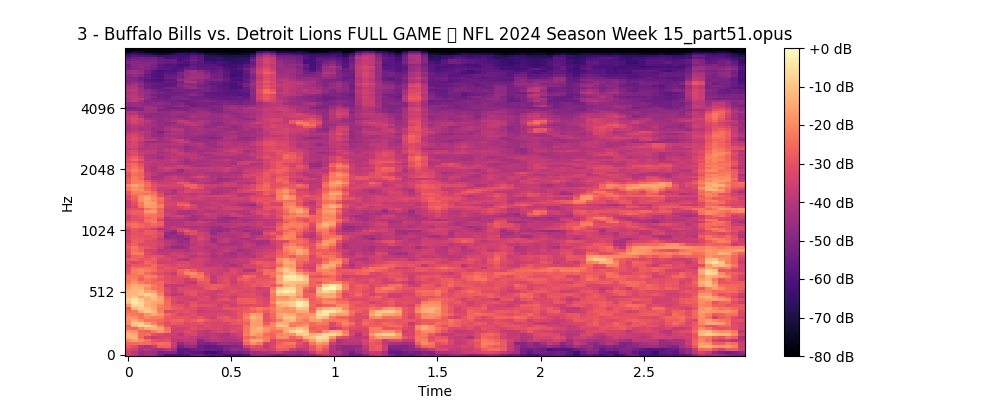 3 - Buffalo Bills vs. Detroit Lions FULL GAME ▯ NFL 2024 Season Week 15_part51.opus
Hz
4096
2048
1024
512
0
0 0.5 1 1.5 2 2.5
Time
+0 dB
-10 dB
-20 dB
-30 dB
-40 dB
-50 dB
-60 dB
-70 dB
-80 dB